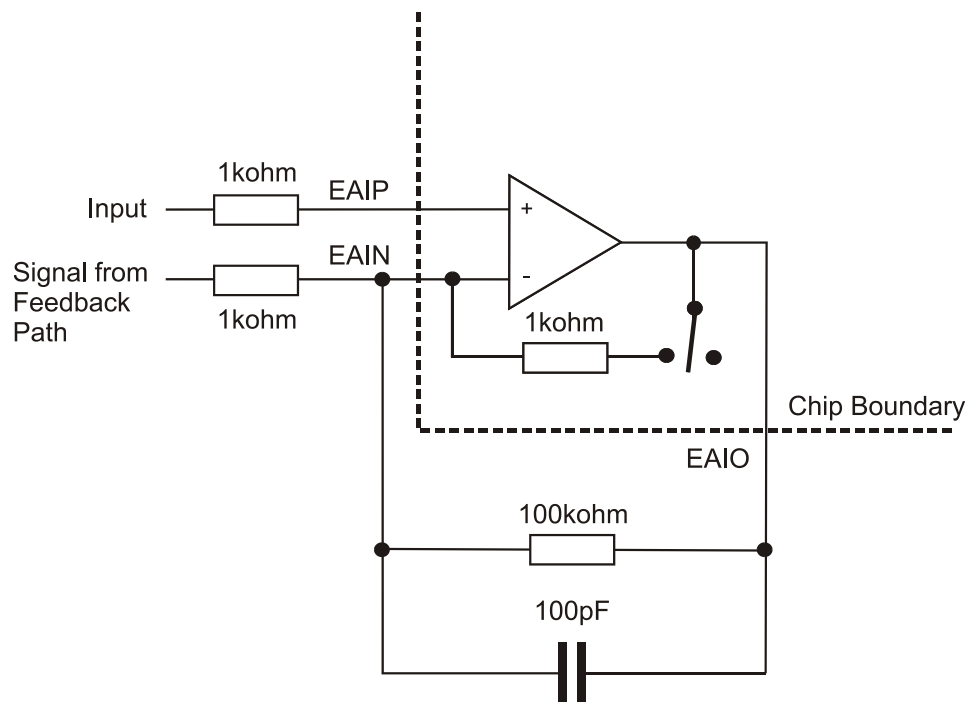 1kohm
EAIP
Input
+
EAIN
Signal from
Feedback
Path
-
1kohm
1kohm
Chip Boundary
EAIO
100kohm
100pF